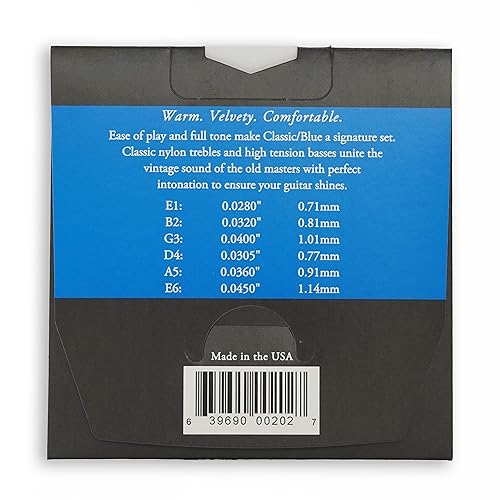 Warm. Velvety. Comfortable.
Ease of play and full tone make Classic/Blue a signature set.
Classic nylon trebles and high tension basses unite the
vintage sound of the old masters with perfect
intonation to ensure your guitar shines.
E1: 0.0280" 0.71mm
B2: 0.0320" 0.81mm
G3: 0.0400" 1.01mm
D4: 0.0305" 0.77mm
A5: 0.0360" 0.91mm
E6: 0.0450" 1.14mm
Made in the USA
6 39690 00202 7